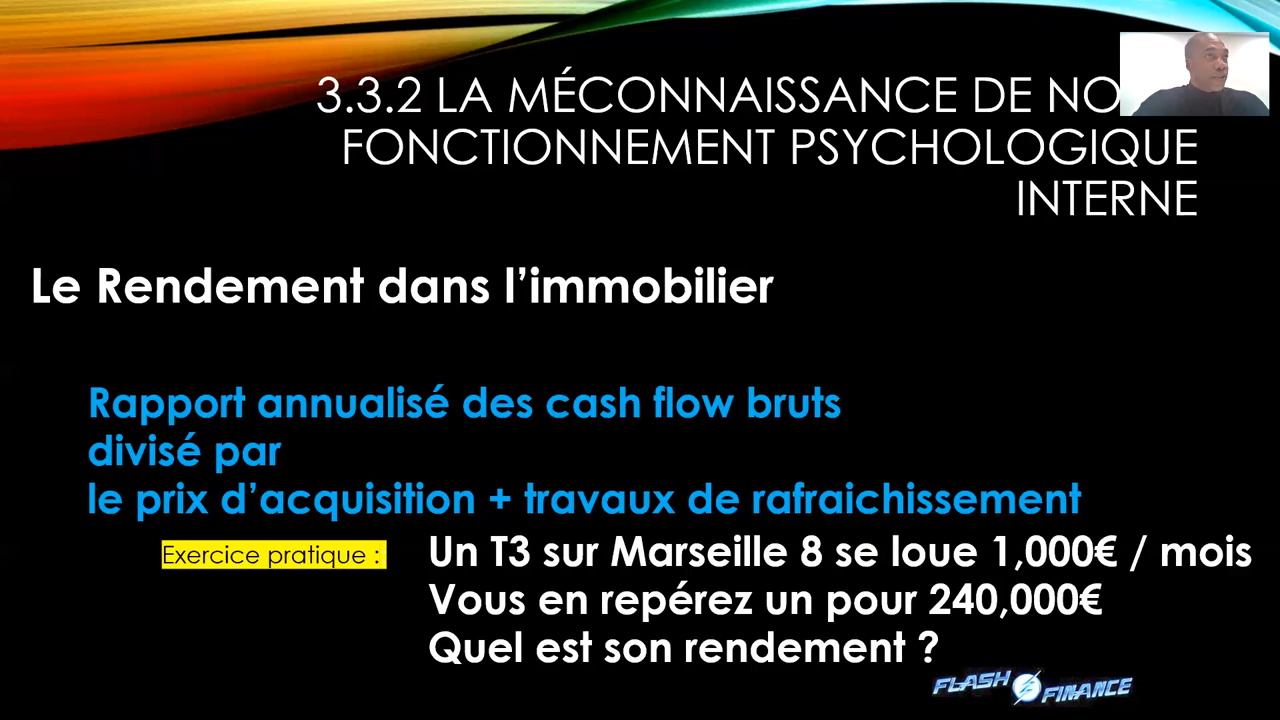 3.3.2 LA MÉCONNAISSANCE DE NO
FONCTIONNEMENT PSYCHOLOGIQUE
INTERNE
Le Rendement dans l’immobilier
Rapport annualisé des cash flow bruts
divisé par
le prix d’acquisition + travaux de rafraichissement
Exercice pratique :
Un T3 sur Marseille 8 se loue 1,000€ / mois
Vous en repérez un pour 240,000€
Quel est son rendement ?
FLASH FINANCE